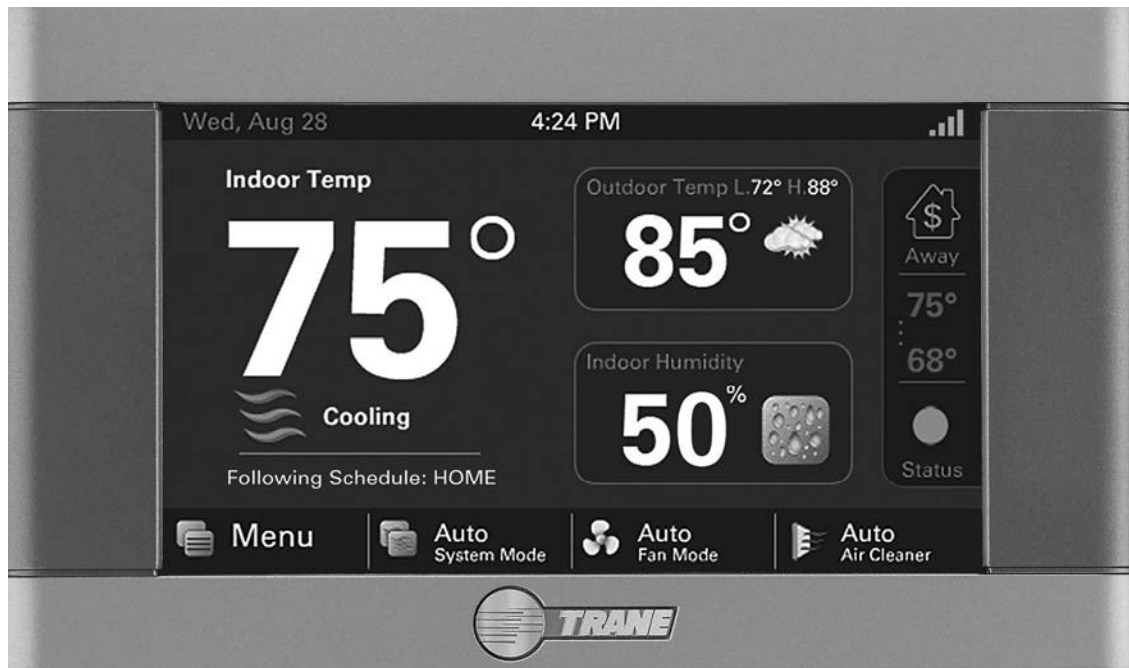 Wed, Aug 28
4:24 PM
Indoor Temp
75°
Cooling
Following Schedule: HOME
Outdoor Temp L.72° H.88°
85°
Indoor Humidity
50%
$
Away
75°
68°
Status
Menu
Auto
System Mode
Auto
Fan Mode
Auto
Air Cleaner
TRANE